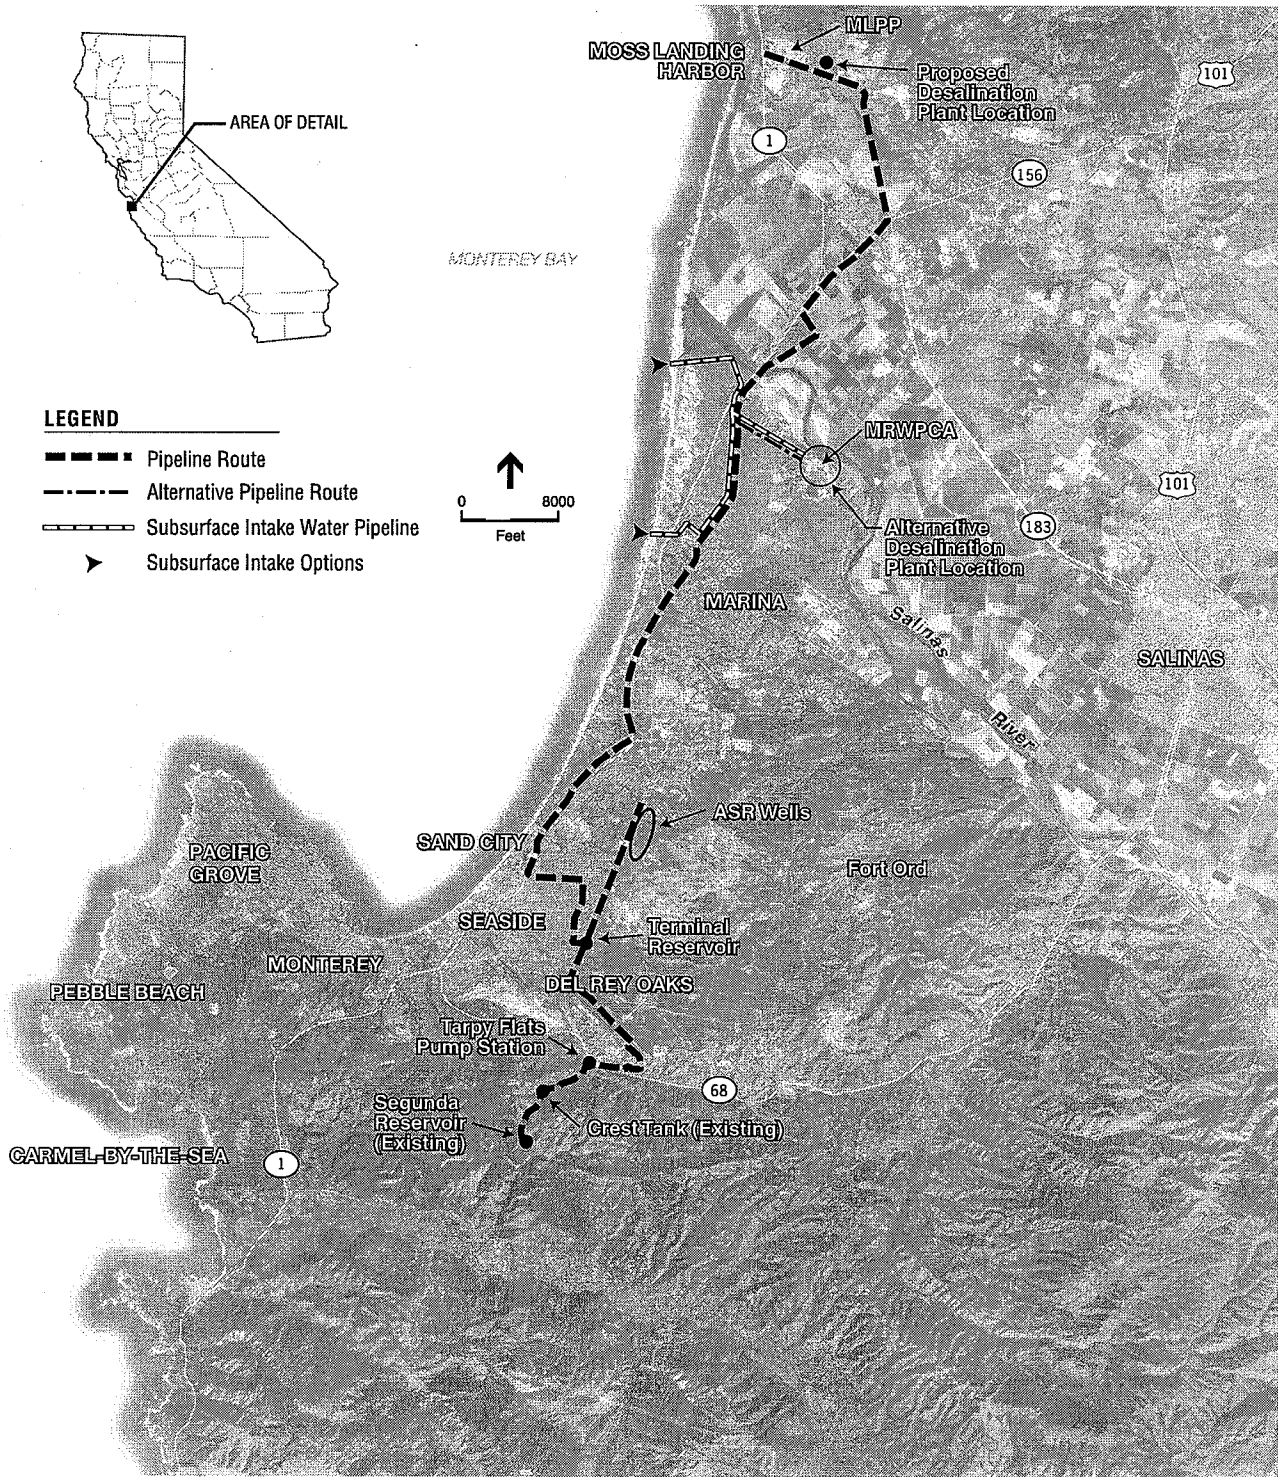 MLPP
MOSS LANDING
HARBOR
Proposed
Desalination
Plant Location
101
AREA OF DETAIL
1
156
MONTEREY BAY
LEGEND
Pipeline Route
Alternative Pipeline Route
Subsurface Intake Water Pipeline
Subsurface Intake Options
0 8000
Feet
MRWPCA
101
Alternative
Desalination
Plant Location
183
MARINA
Salinas
River
SALINAS
ASR Wells
SAND CITY
PACIFIC
GROVE
Fort Ord
SEASIDE
Terminal
Reservoir
MONTEREY
DEL REY OAKS
PEBBLE BEACH
Tarpy Flats
Pump Station
68
Segunda
Reservoir
(Existing)
Crest Tank (Existing)
CARMEL-BY-THE-SEA
1